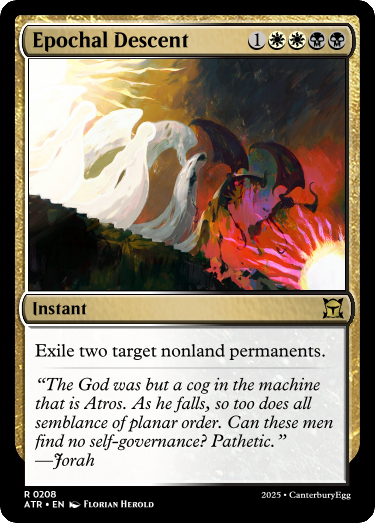 Epochal Descent 1
Instant
Exile two target nonland permanents.
“The God was but a cog in the machine
that is Atros. As he falls, so too does all
semblance of planar order. Can these men
find no self-governance? Pathetic.”
—Jorah
R 0208
ATR • EN Florian Herold
2025 • CanterburyEgg